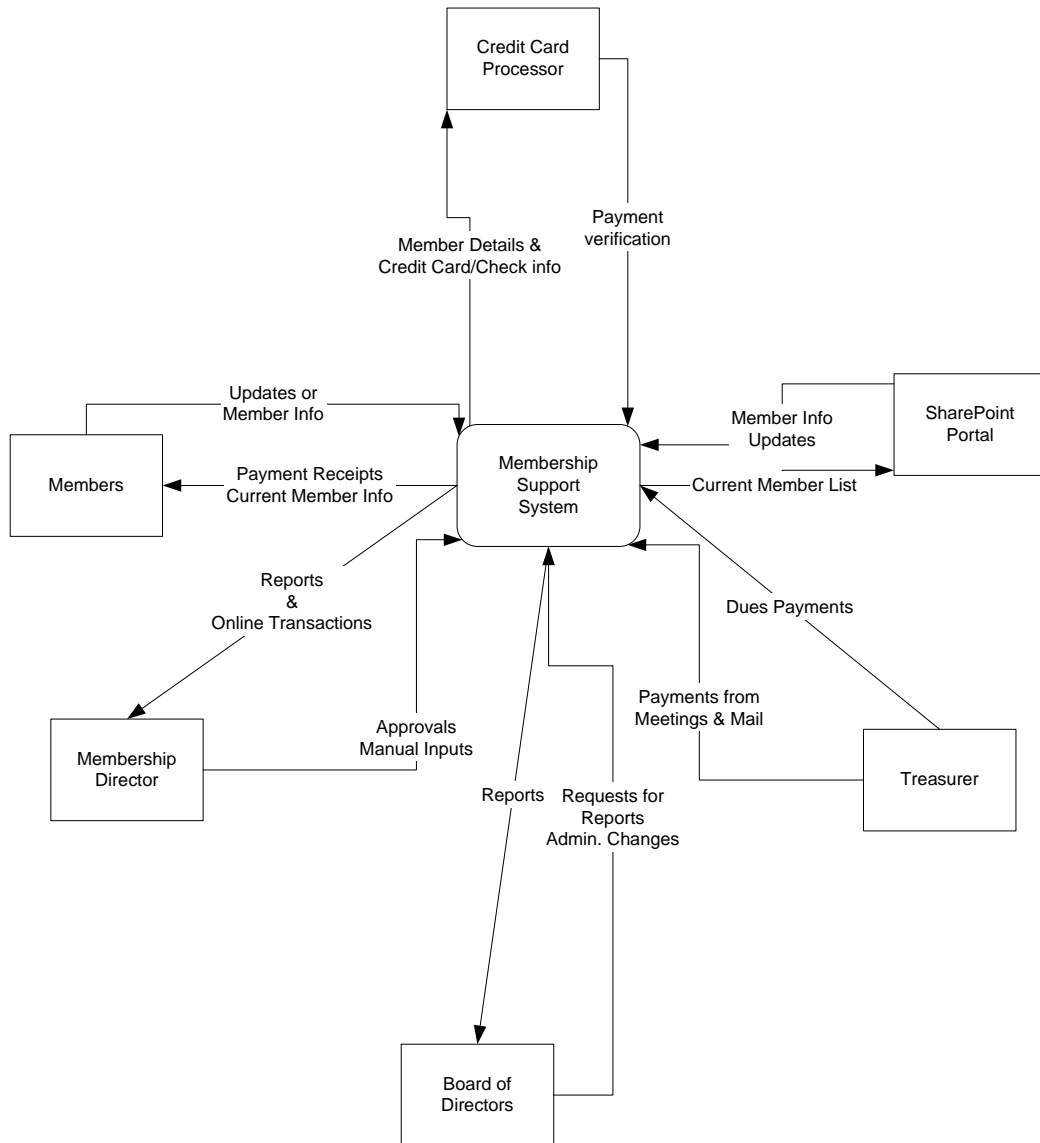 Credit Card
Processor
Payment
verification
Member Details &
Credit Card/Check info
Updates or
Member Info
Member Info
Updates
SharePoint
Portal
Members
Payment Receipts
Current Member Info
Membership
Support
System
Current Member List
Reports
&
Online Transactions
Dues Payments
Approvals
Manual Inputs
Payments from
Meetings & Mail
Membership
Director
Treasurer
Reports
Requests for
Reports
Admin. Changes
Board of
Directors